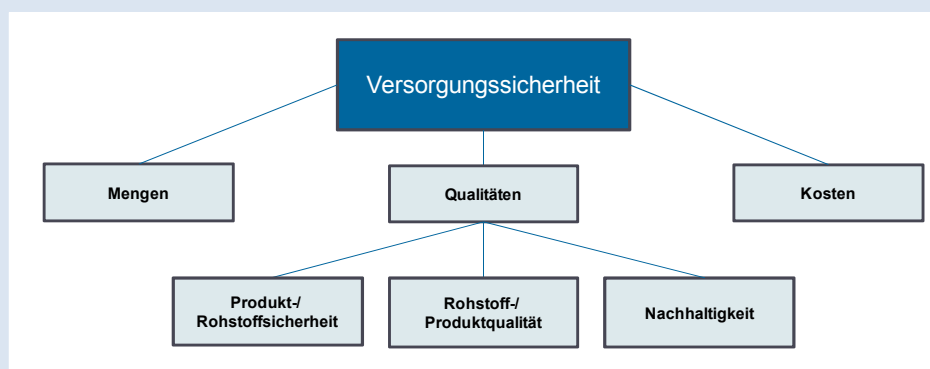 Versorgungssicherheit
Mengen
Qualitäten
Kosten
Produkt-/
Rohstoffsicherheit
Rohstoff-/
Produktqualität
Nachhaltigkeit